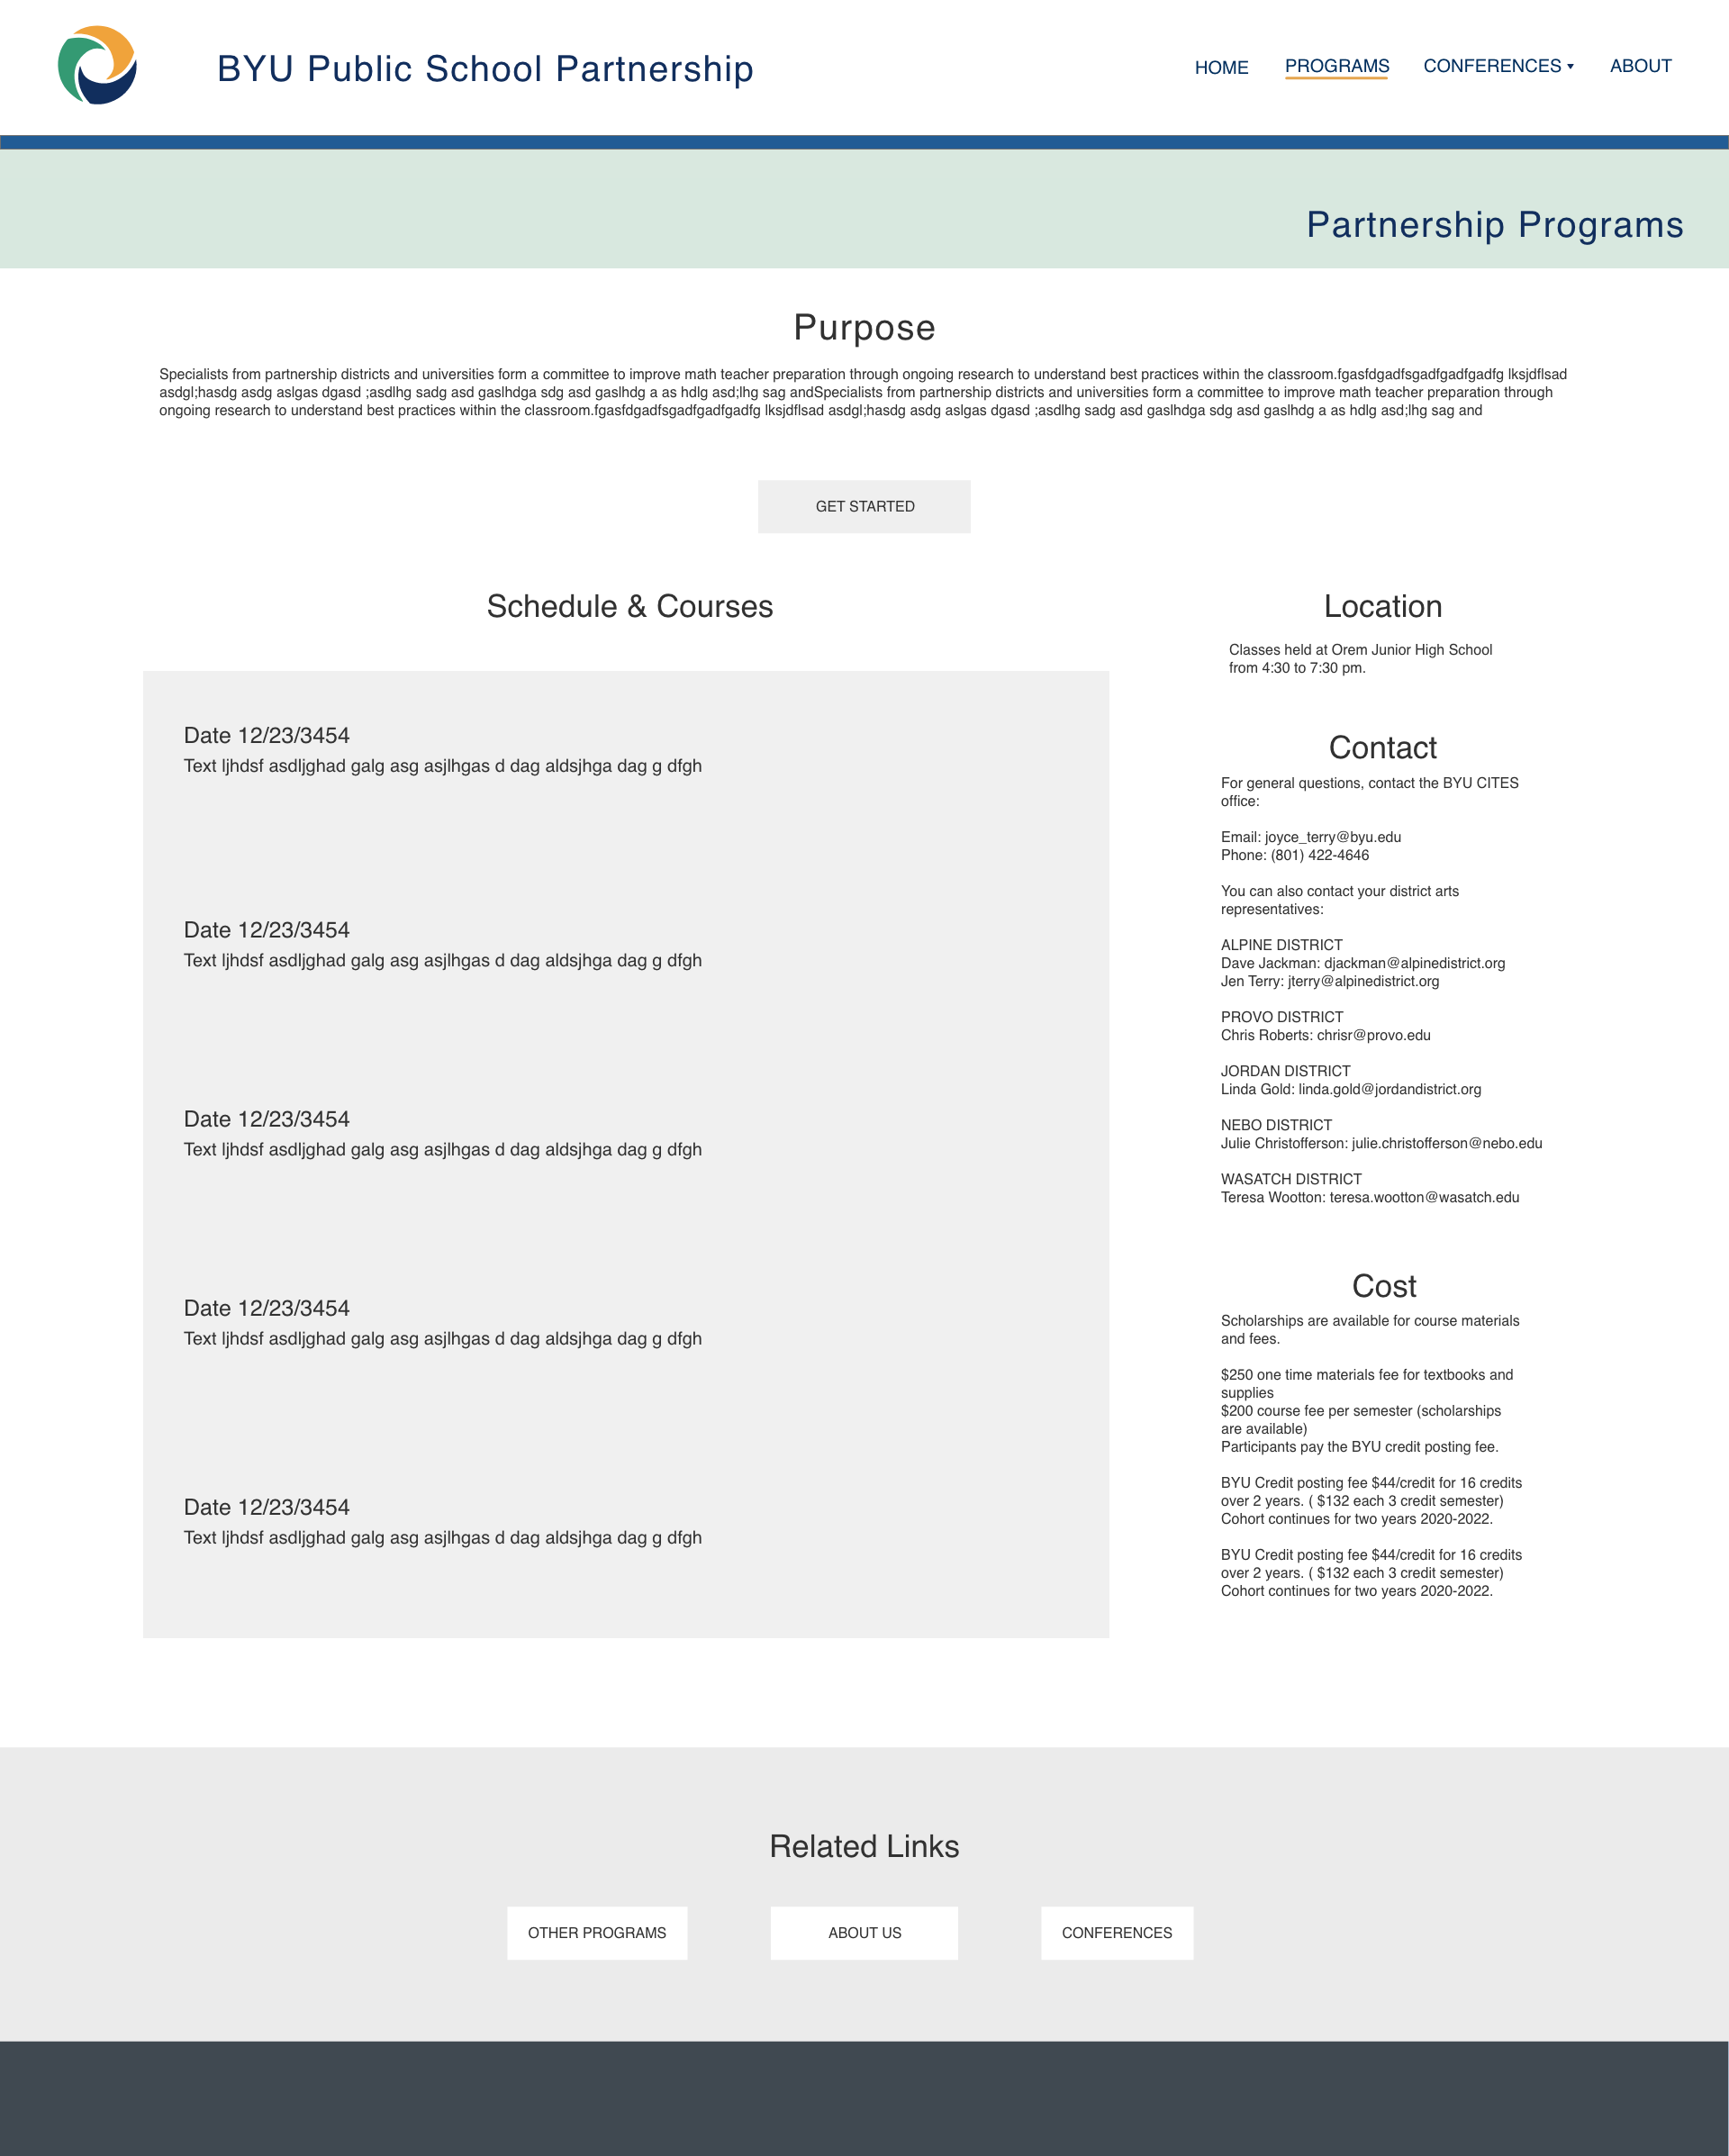 BYU Public School Partnership
HOME
PROGRAMS
CONFERENCES
ABOUT
Partnership Programs
Purpose
Specialists from partnership districts and universities form a committee to improve math teacher preparation through ongoing research to understand best practices within the classroom.fgasfdgadfsgadfgadfgadfg lksjdflsad
asdgl;hasdg asdg aslgas dgasd ;asdlhg sadg asd gaslhdga sdg asd gaslhdg a as hdlg asd;lhg sag andSpecialists from partnership districts and universities form a committee to improve math teacher preparation through
ongoing research to understand best practices within the classroom.fgasfdgadfsgadfgadfgadfg lksjdflsad asdgl;hasdg asdg aslgas dgasd ;asdlhg sadg asd gaslhdga sdg asd gaslhdg a as hdlg asd;lhg sag and
GET STARTED
Schedule & Courses
Date 12/23/3454
Text ljhdsf asdljghad galg asg asjlhgas d dag aldsjhga dag g dfgh
Date 12/23/3454
Text ljhdsf asdljghad galg asg asjlhgas d dag aldsjhga dag g dfgh
Date 12/23/3454
Text ljhdsf asdljghad galg asg asjlhgas d dag aldsjhga dag g dfgh
Date 12/23/3454
Text ljhdsf asdljghad galg asg asjlhgas d dag aldsjhga dag g dfgh
Date 12/23/3454
Text ljhdsf asdljghad galg asg asjlhgas d dag aldsjhga dag g dfgh
Location
Classes held at Orem Junior High School
from 4:30 to 7:30 pm.
Contact
For general questions, contact the BYU CITES
office:
Email: joyce_terry@byu.edu
Phone: (801) 422-4646
You can also contact your district arts
representatives:
ALPINE DISTRICT
Dave Jackman: djackman@alpinedistrict.org
Jen Terry: jterry@alpinedistrict.org
PROVO DISTRICT
Chris Roberts: chrisr@provo.edu
JORDAN DISTRICT
Linda Gold: linda.gold@jordandistrict.org
NEBO DISTRICT
Julie Christofferson: julie.christofferson@nebo.edu
WASATCH DISTRICT
Teresa Wootton: teresa.wootton@wasatch.edu
Cost
Scholarships are available for course materials
and fees.
$250 one time materials fee for textbooks and
supplies
$200 course fee per semester (scholarships
are available)
Participants pay the BYU credit posting fee.
BYU Credit posting fee $44/credit for 16 credits
over 2 years. ( $132 each 3 credit semester)
Cohort continues for two years 2020-2022.
BYU Credit posting fee $44/credit for 16 credits
over 2 years. ( $132 each 3 credit semester)
Cohort continues for two years 2020-2022.
Related Links
OTHER PROGRAMS
ABOUT US
CONFERENCES